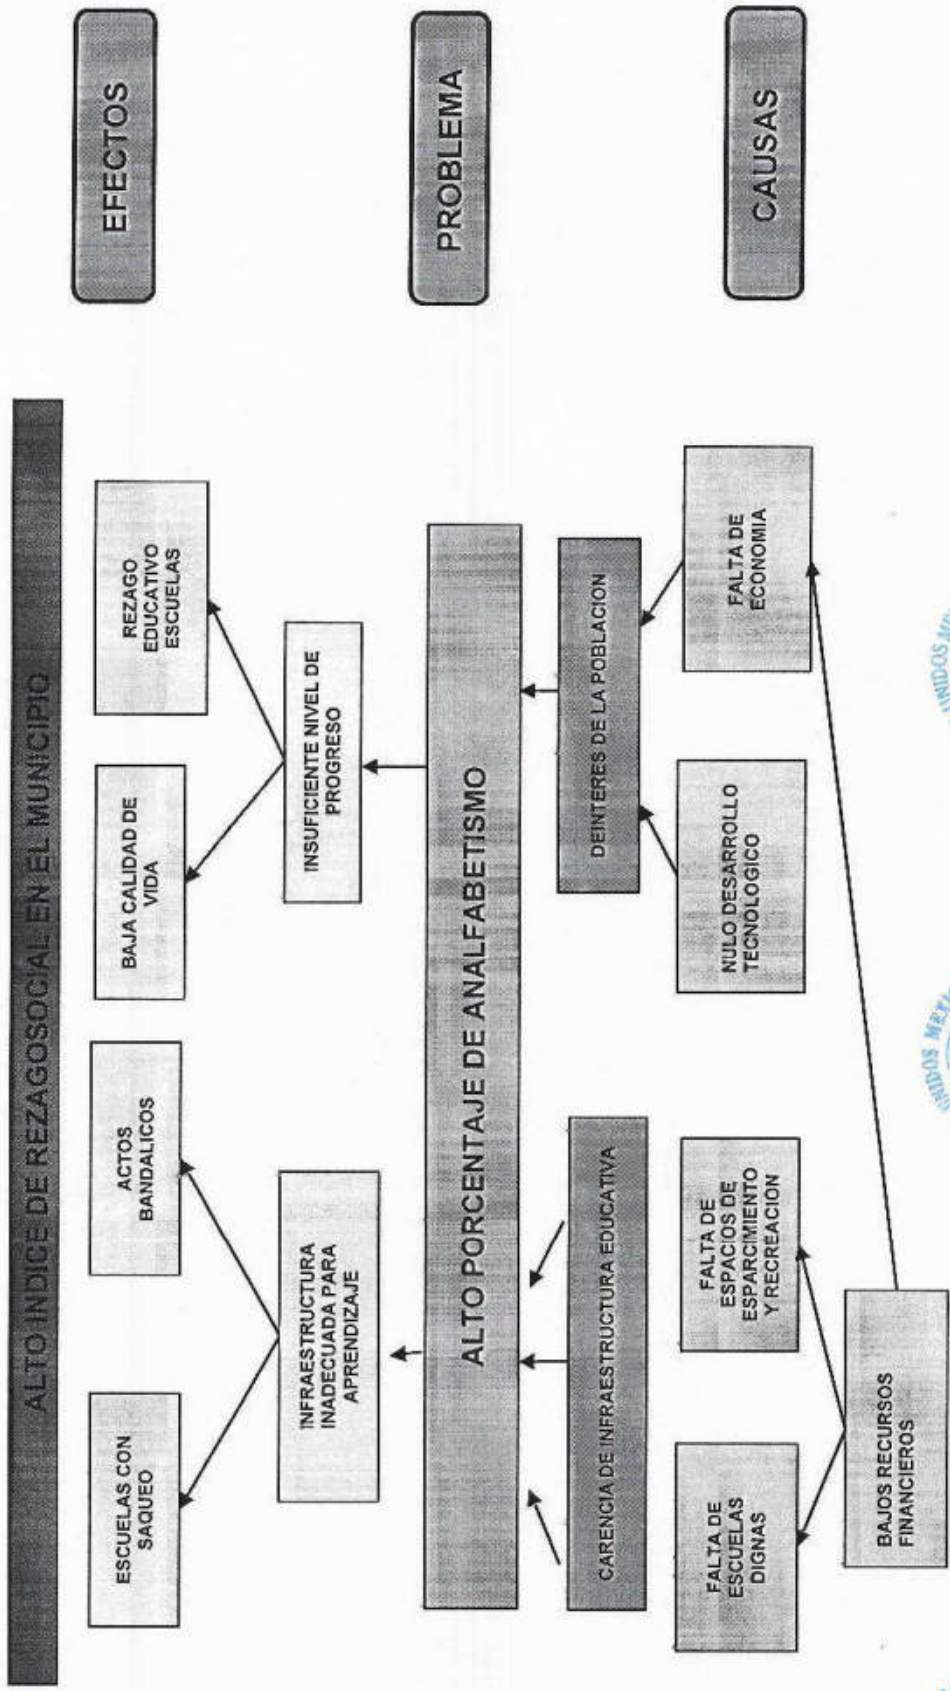 ALTO INDICE DE REZAGOSOCIAL EN EL MUNICIPIO
EFECTOS
ESCUELAS CON
SAQUEO
ACTOS
BANDALICOS
BAJA CALIDAD DE
VIDA
REZAGO
EDUCATIVO
ESCUELAS
INFRAESTRUCTURA
INADECUADA PARA
APRENDIZAJE
INSUFICIENTE NIVEL DE
PROGRESO
ALTO PORCENTAJE DE ANALFABETISMO
PROBLEMA
CARENCIA DE INFRAESTRUCTURA EDUCATIVA
DEINTERES DE LA POBLACION
FALTA DE
ESCUELAS
DIGNAS
FALTA DE
ESPACIOS DE
ESPARCIMIENTO
Y RECREACION
NULO DESARROLLO
TECNOLOGICO
FALTA DE
ECONOMIA
CAUSAS
BAJOS RECURSOS
FINANCIEROS
UNIDOS
UNIDOS